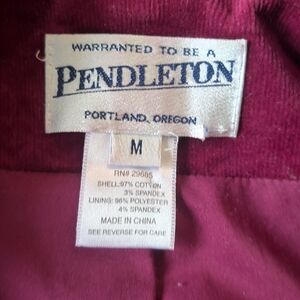 WARRANTED TO BE A
PENDLETON
PORTLAND, OREGON
M
RN# 29685
SHELL: 97% COTTON
3% SPANDEX
LINING: 96% POLYESTER
4% SPANDEX
MADE IN CHINA
SEE REVERSE FOR CARE